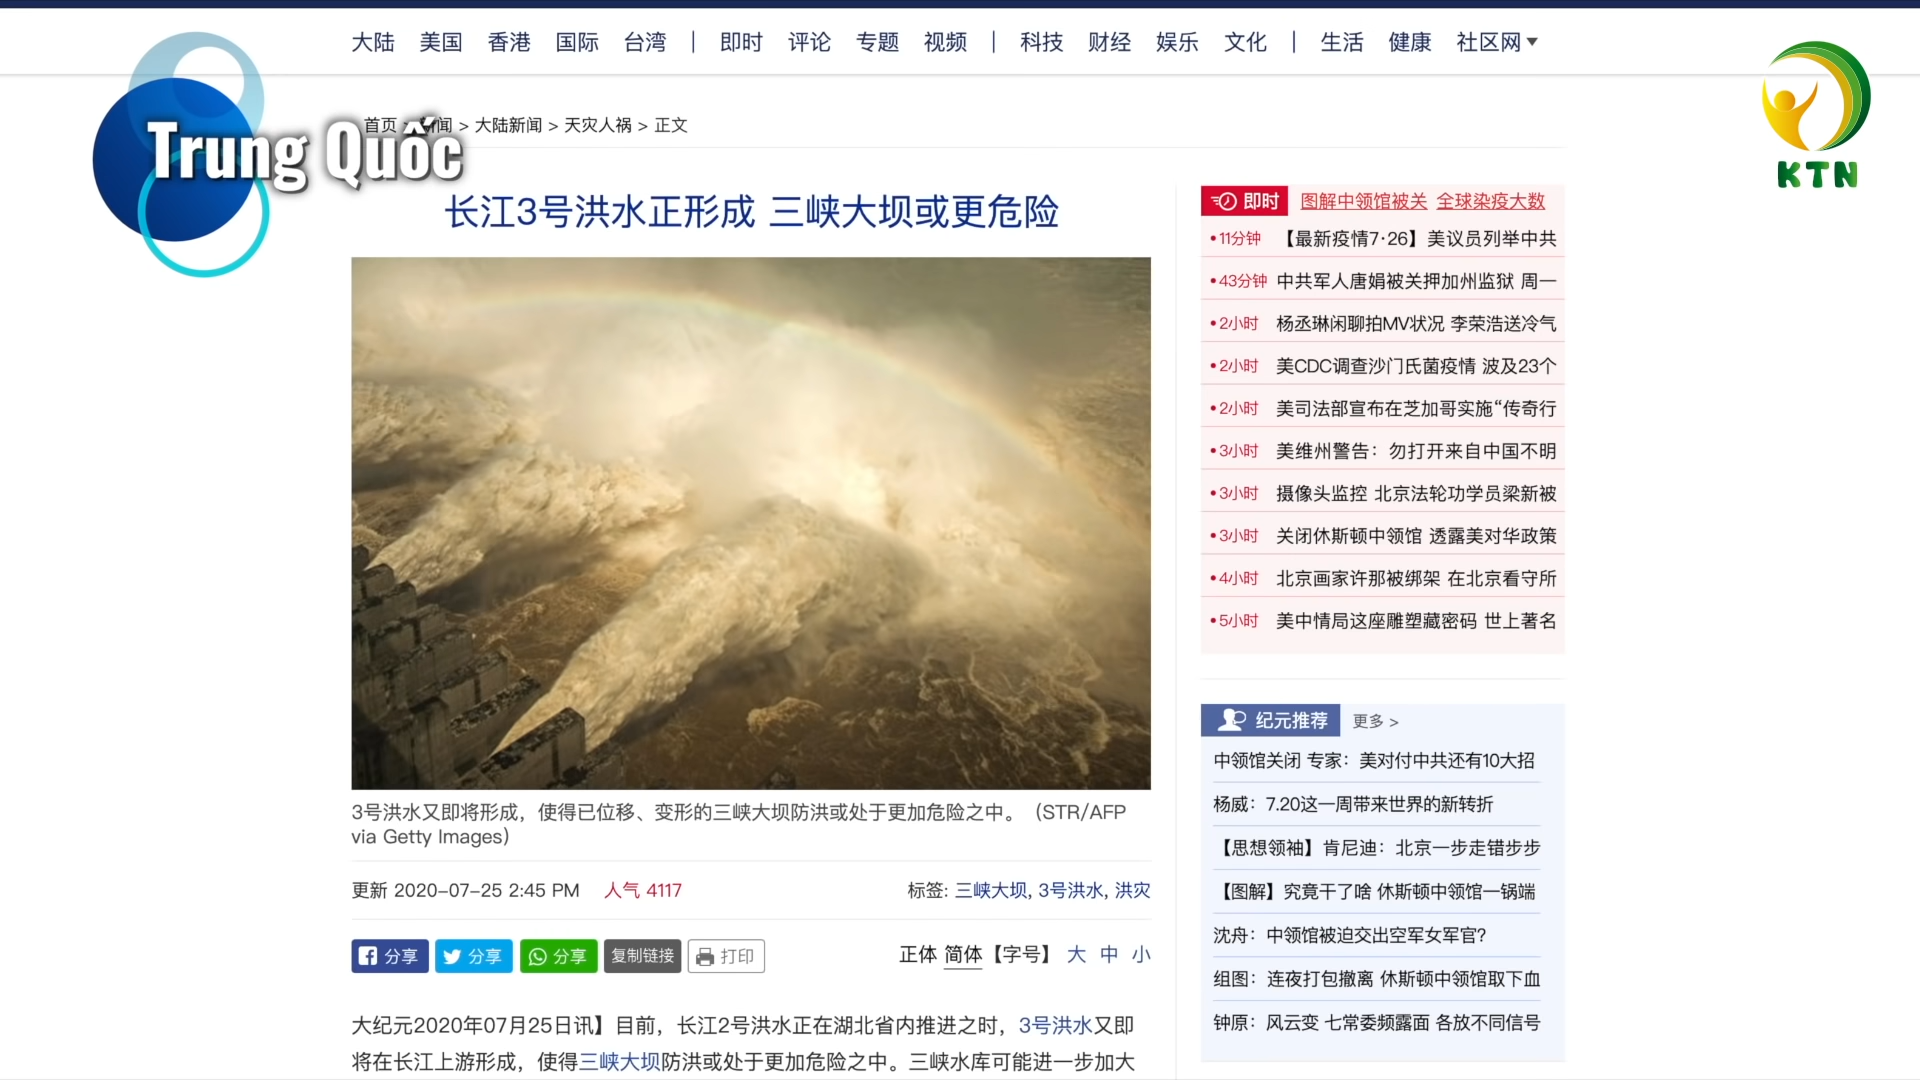 大陆 美国 香港 国际 台湾 | 即时 评论 专题 视频 | 科技 财经 娱乐 文化 | 生活 健康 社区网
首页 > 新闻 > 大陆新闻 > 天灾人祸 > 正文
Trung Quốc
KTN
长江3号洪水正形成 三峡大坝或更危险
3号洪水又即将形成，使得已位移、变形的三峡大坝防洪或处于更加危险之中。（STR/AFP
via Getty Images）
更新 2020-07-25 2:45 PM 人气 4117
标签: 三峡大坝, 3号洪水, 洪灾
分享 分享 分享 复制链接 打印
正体 简体【字号】 大 中 小
大纪元2020年07月25日讯】目前，长江2号洪水正在湖北省内推进之时，3号洪水又即
将在长江上游形成，使得三峡大坝防洪或处于更加危险之中。三峡水库可能进一步加大
即时 图解中领馆被关 全球染疫大数
•11分钟 【最新疫情7·26】美议员列举中共
•43分钟 中共军人唐娟被关押加州监狱 周一
•2小时 杨丞琳闲聊拍MV状况 李荣浩送冷气
•2小时 美CDC调查沙门氏菌疫情 波及23个
•2小时 美司法部宣布在芝加哥实施“传奇行
•3小时 美维州警告：勿打开来自中国不明
•3小时 摄像头监控 北京法轮功学员梁新被
•3小时 关闭休斯顿中领馆 透露美对华政策
•4小时 北京画家许那被绑架 在北京看守所
•5小时 美中情局这座雕塑藏密码 世上著名
纪元推荐 更多 >
中领馆关闭 专家：美对付中共还有10大招
杨威：7.20这一周带来世界的新转折
【思想领袖】肯尼迪：北京一步走错步步
【图解】究竟干了啥 休斯顿中领馆一锅端
沈舟：中领馆被迫交出空军女军官？
组图：连夜打包撤离 休斯顿中领馆取下血
钟原：风云变 七常委频露面 各放不同信号